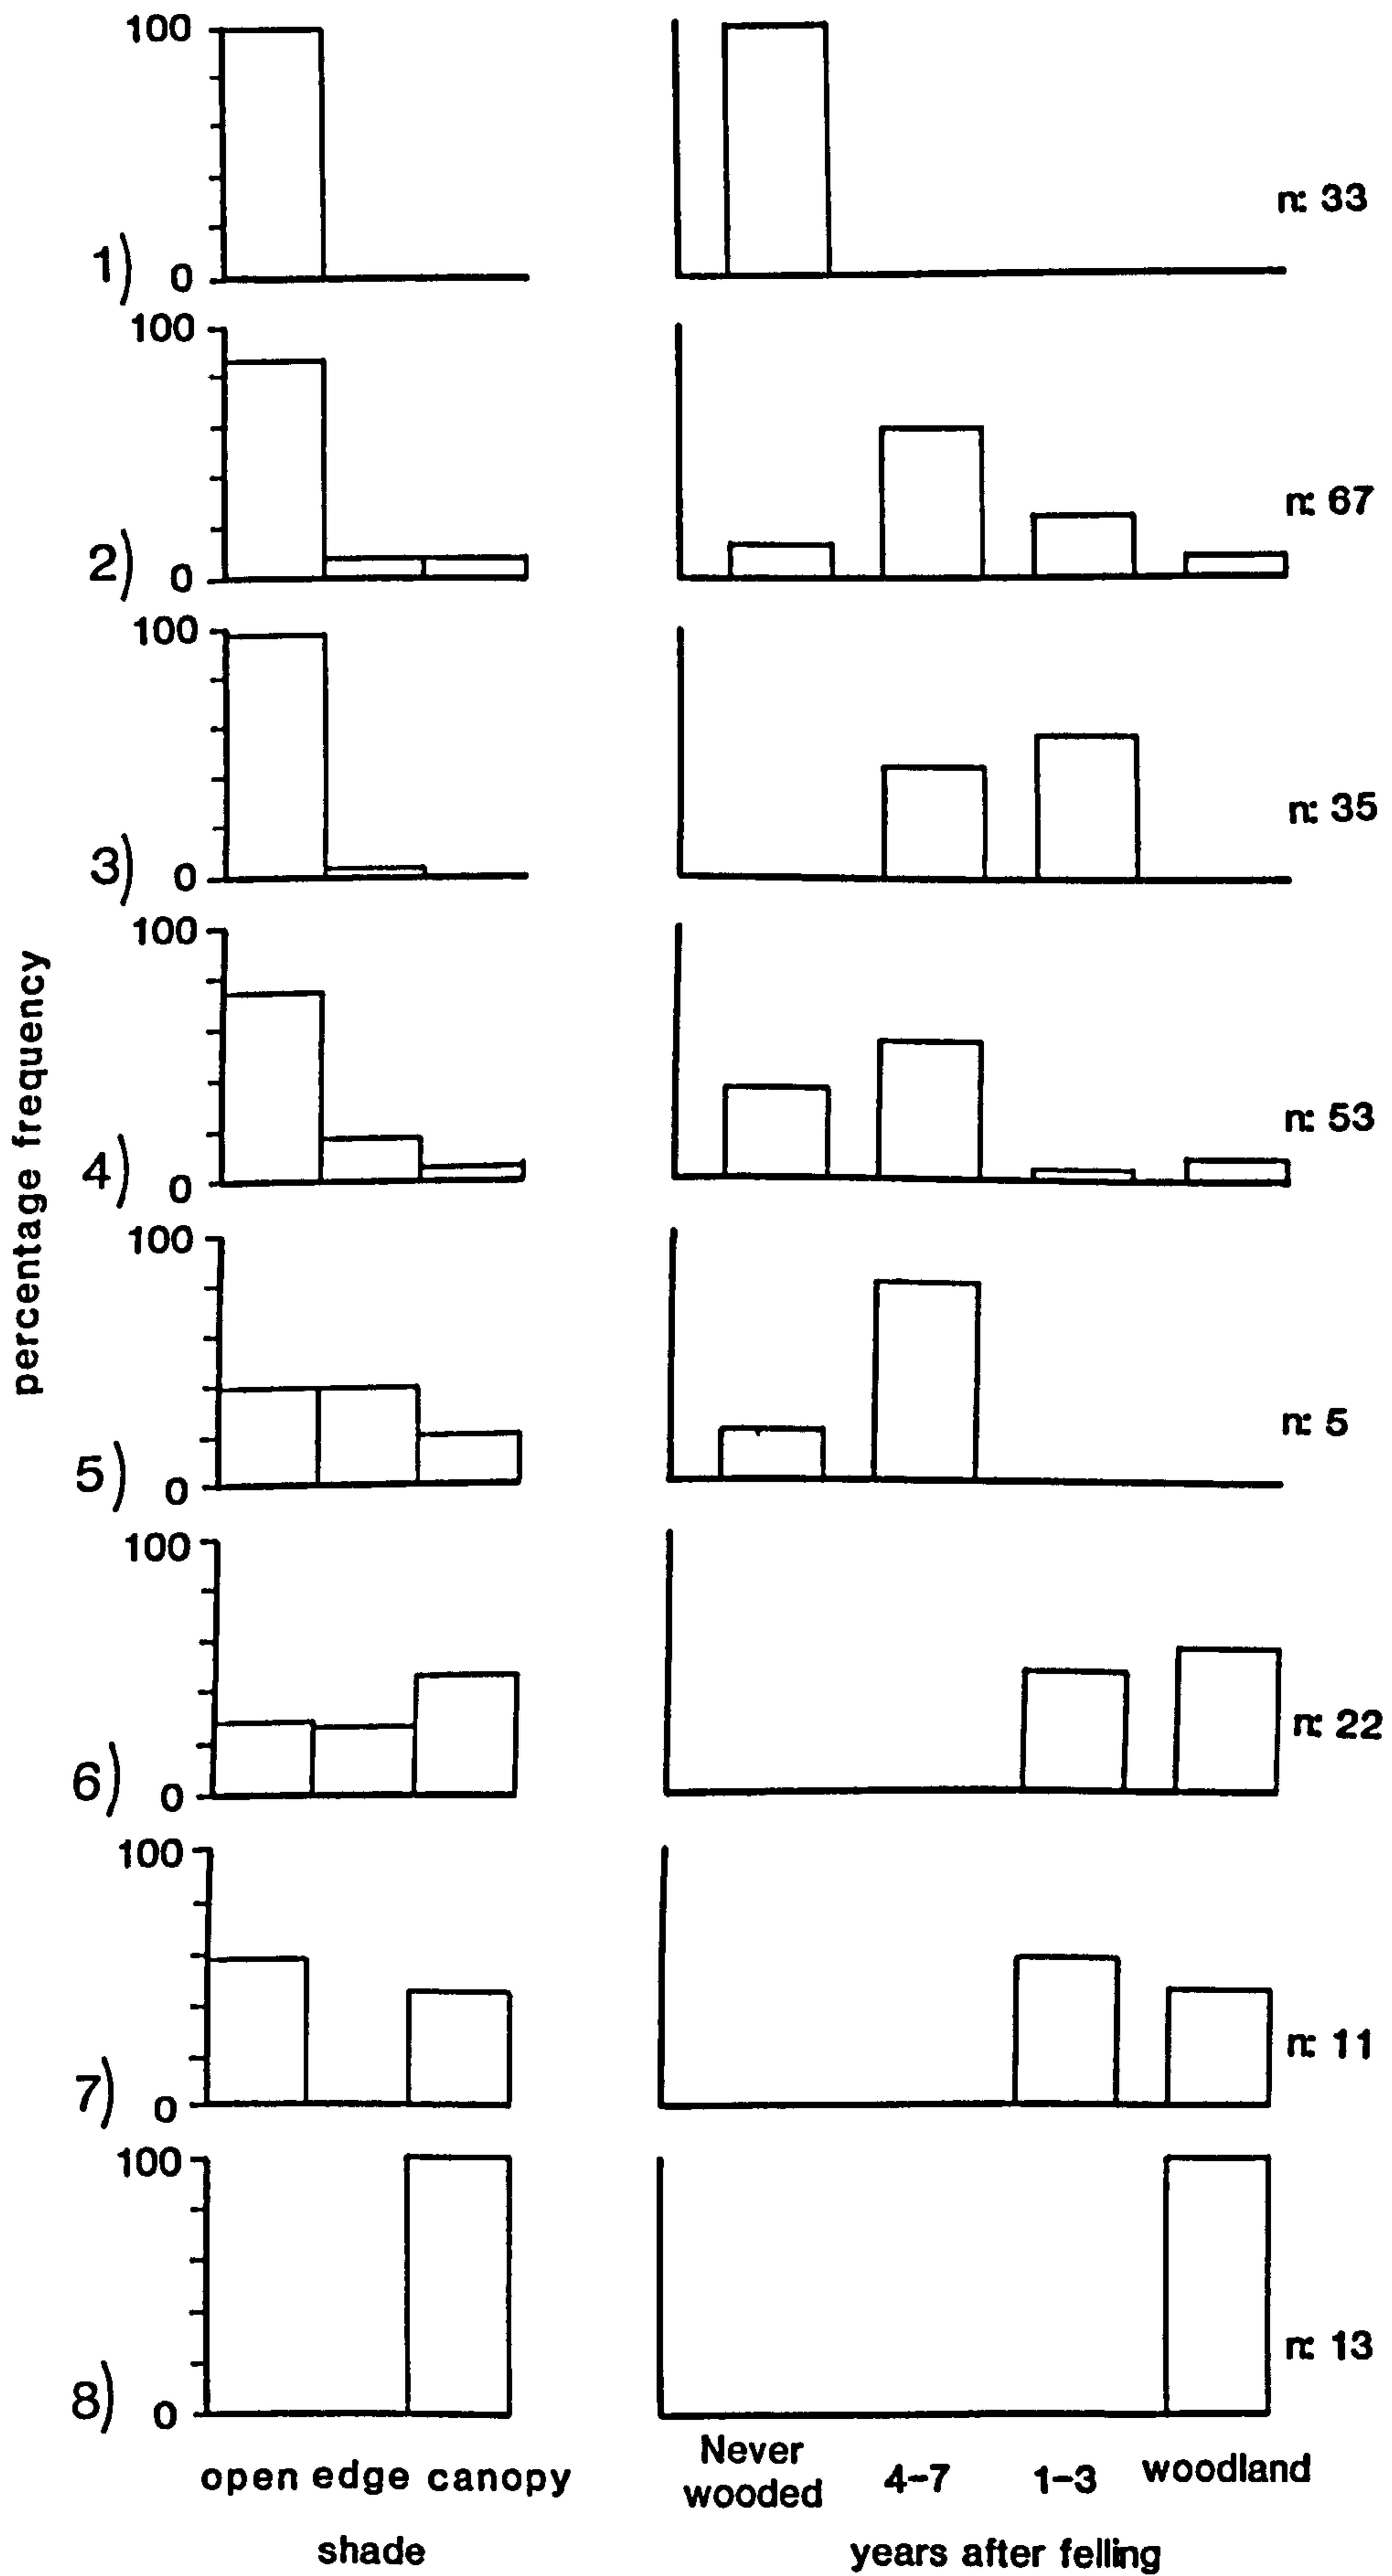 percentage frequency
100
1) 0
n: 33
100
2) 0
n: 67
100
3) 0
n: 35
100
4) 0
n: 53
100
5) 0
n: 5
100
6) 0
n: 22
100
7) 0
n: 11
100
8) 0
n: 13
open edge canopy
shade
Never
wooded
4-7
1-3
woodland
years after felling